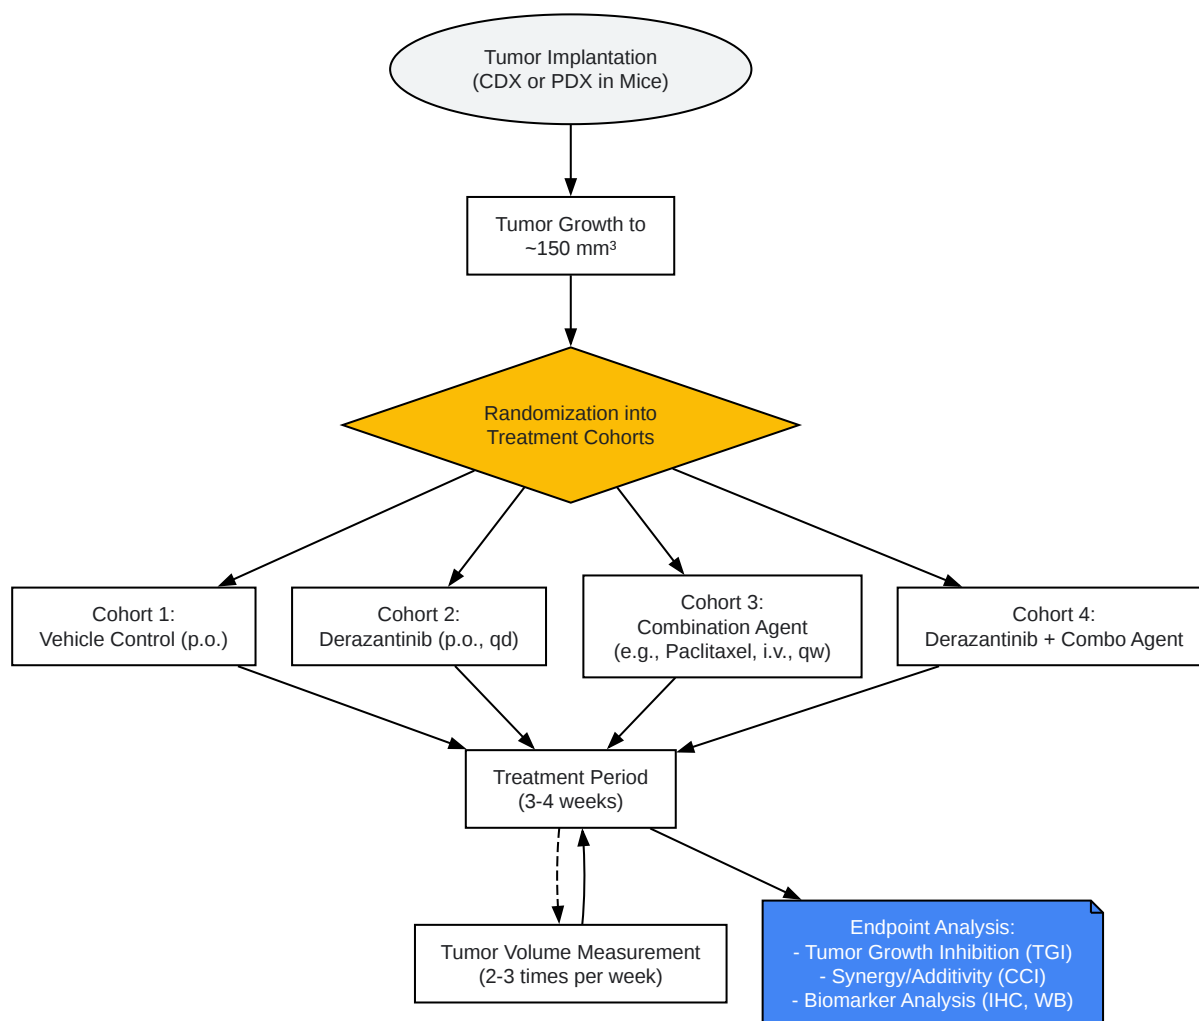 Tumor Implantation
(CDX or PDX in Mice)
Tumor Growth to
~150 mm³
Randomization into
Treatment Cohorts
Cohort 1:
Vehicle Control (p.o.)
Cohort 2:
Derazantinib (p.o., qd)
Cohort 3:
Combination Agent
(e.g., Paclitaxel, i.v., qw)
Cohort 4:
Derazantinib + Combo Agent
Treatment Period
(3-4 weeks)
Tumor Volume Measurement
(2-3 times per week)
Endpoint Analysis:
- Tumor Growth Inhibition (TGI)
- Synergy/Additivity (CCI)
- Biomarker Analysis (IHC, WB)